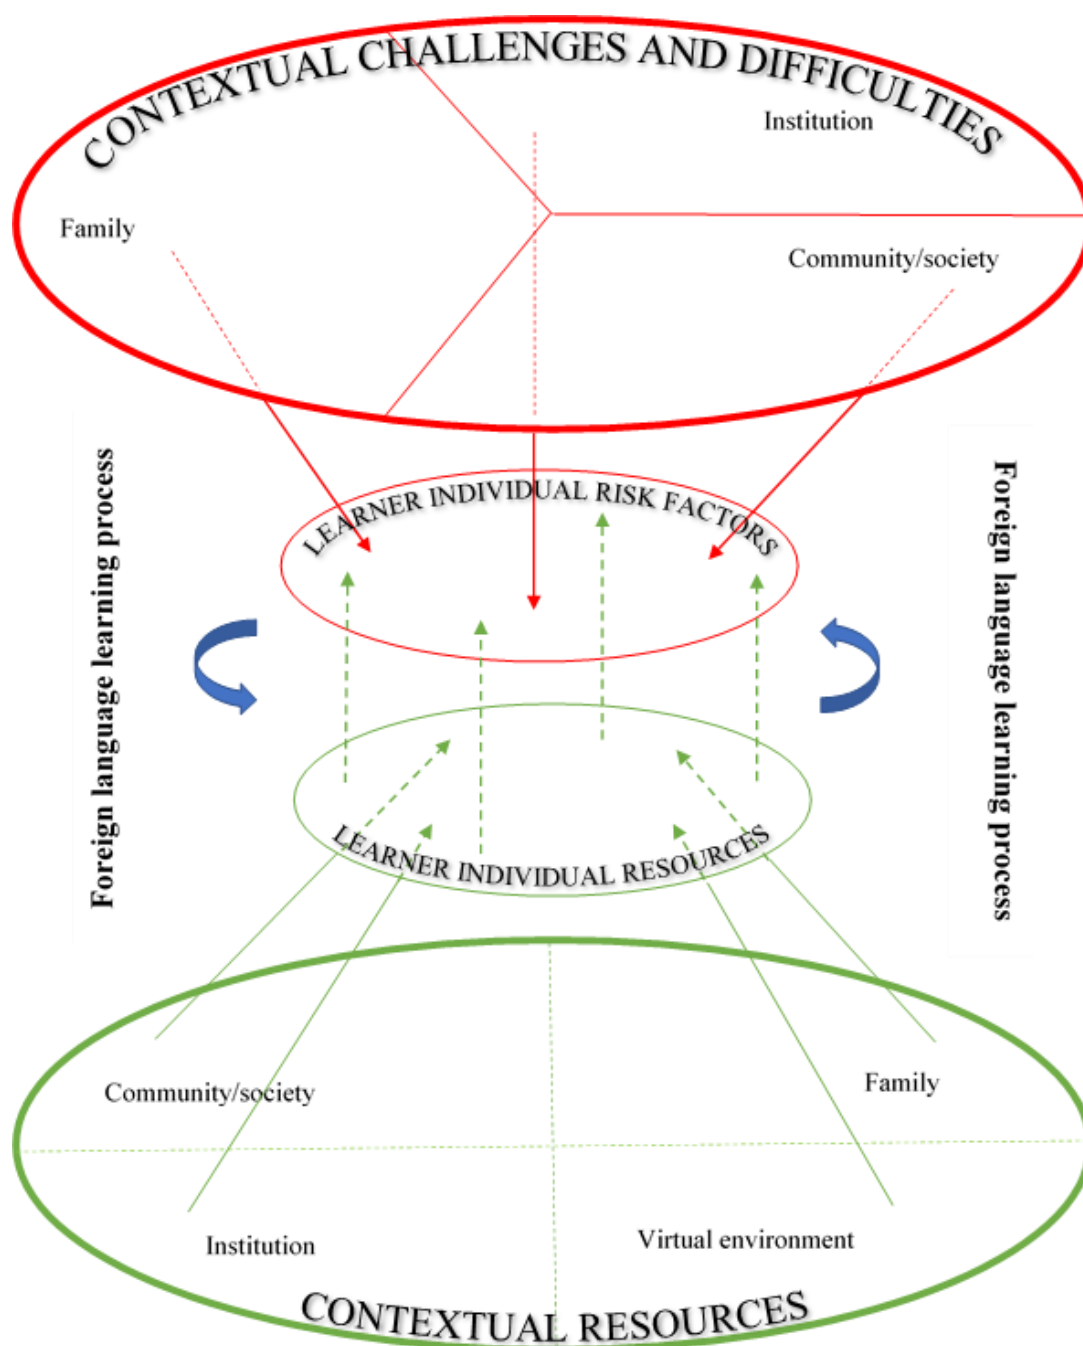 CONTEXTUAL CHALLENGES AND DIFFICULTIES
Institution
Family
Community/society
Foreign language learning process
LEARNER INDIVIDUAL RISK FACTORS
Foreign language learning process
LEARNER INDIVIDUAL RESOURCES
Community/society
Family
Institution
Virtual environment
CONTEXTUAL RESOURCES